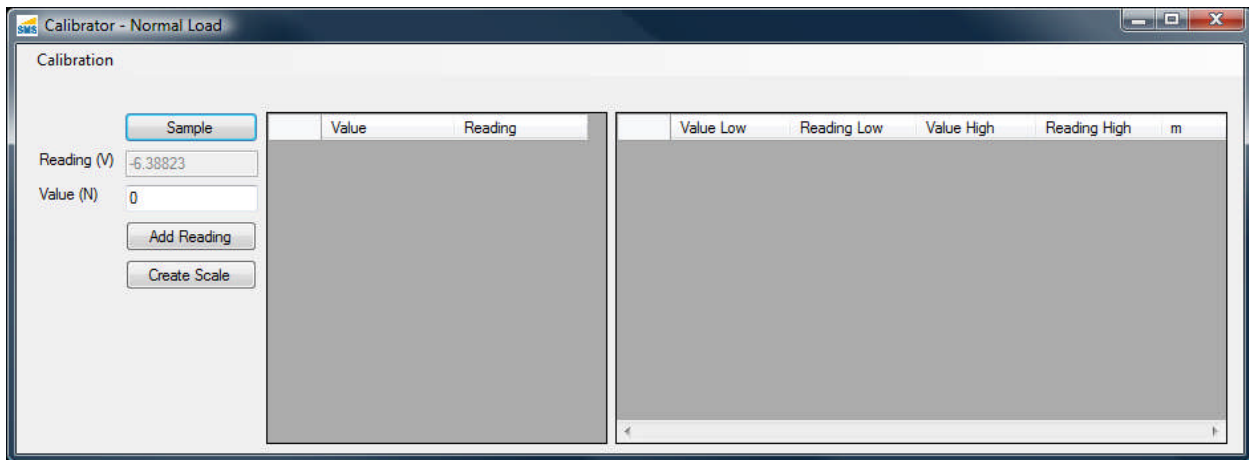 SMS Calibrator - Normal Load
Calibration
Sample
Reading (V) -6.38823
Value (N) 0
Add Reading
Create Scale
Value Reading
Value Low Reading Low Value High Reading High m